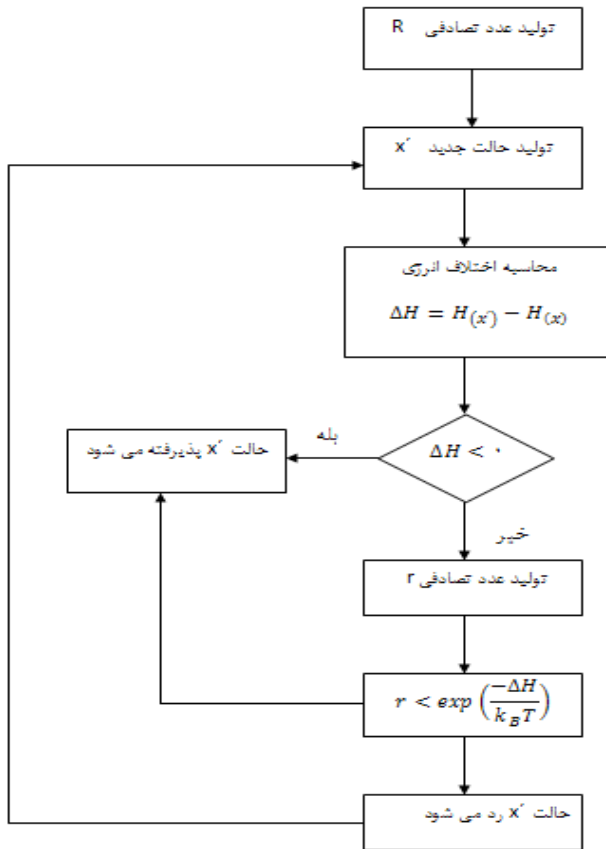 تولید عدد تصادفی R
تولید حالت جدید x´
محاسبه اختلاف انرژی
ΔH = H(x´) − H(x)
ΔH < ۰
بله
حالت x´ پذیرفته می شود
خیر
تولید عدد تصادفی r
r < exp (−ΔH / k_B T)
حالت x´ رد می شود